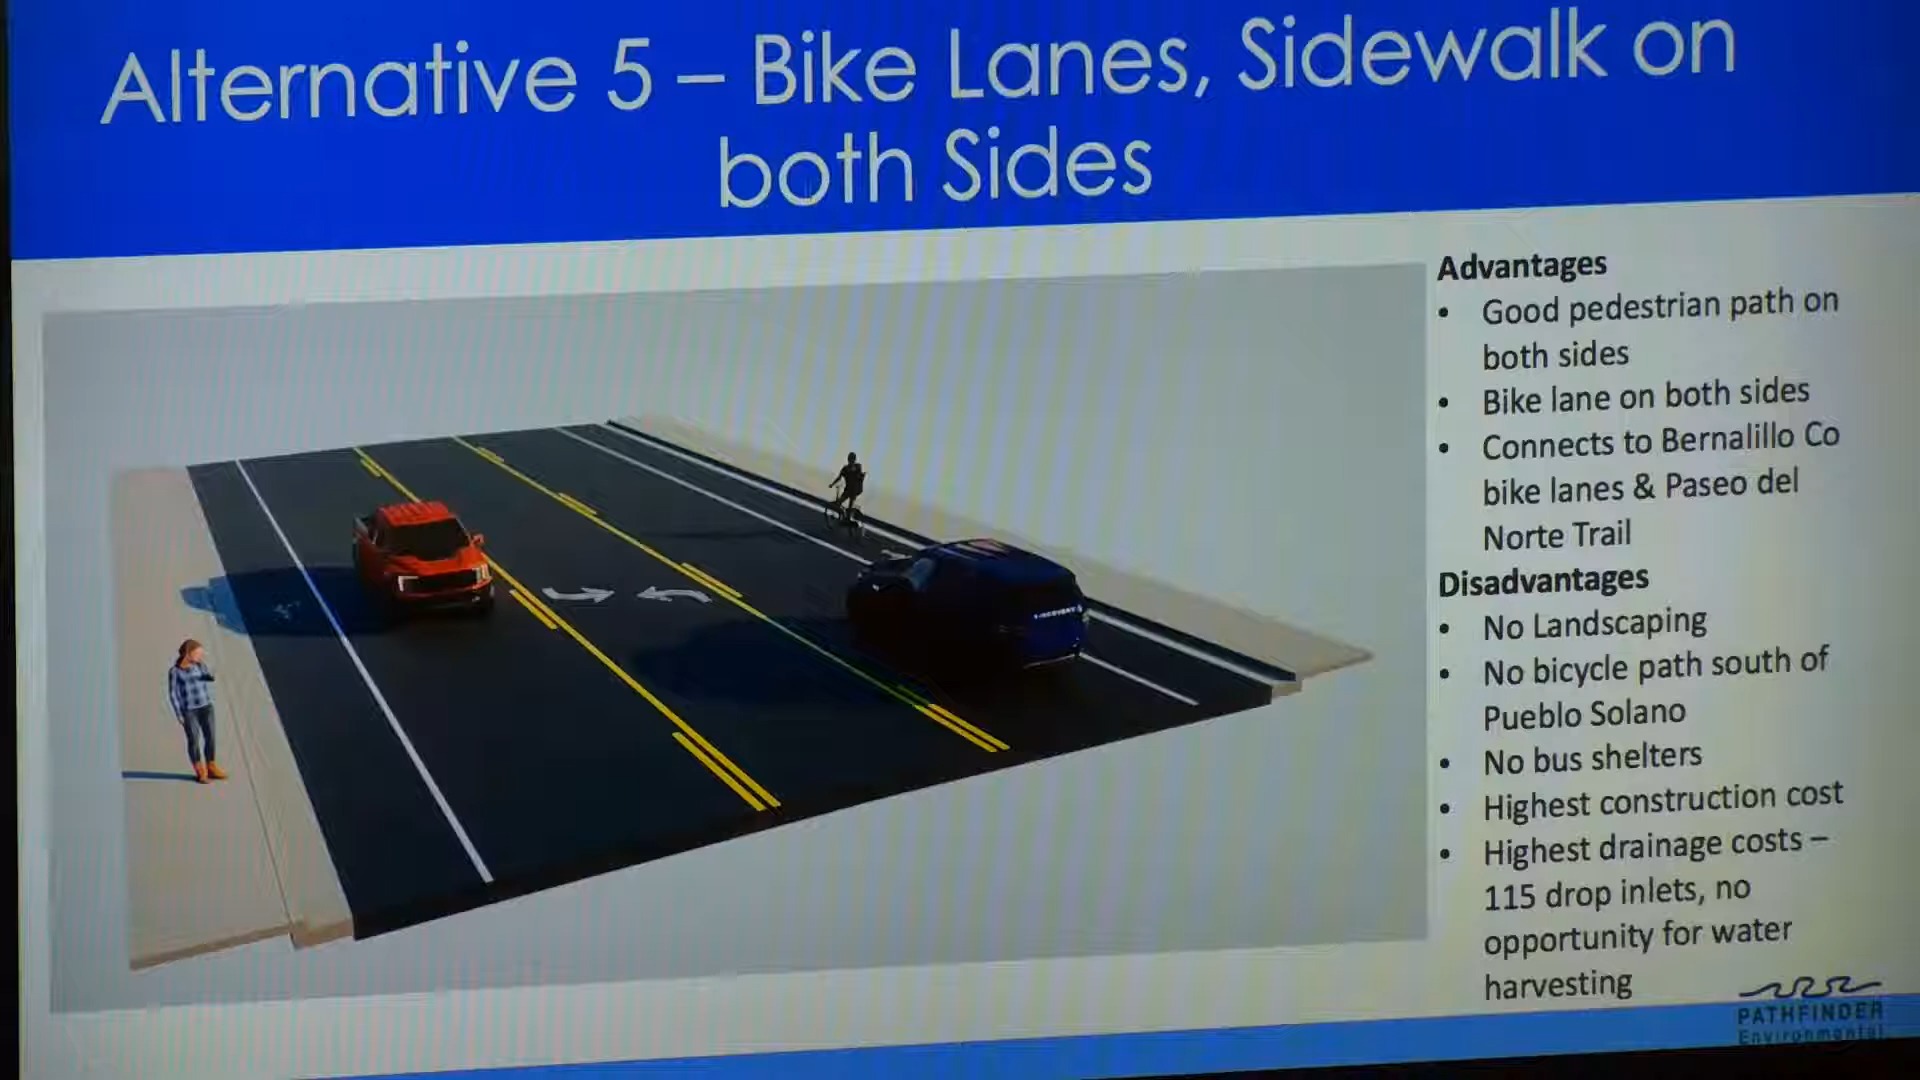 Alternative 5 – Bike Lanes, Sidewalk on
both Sides
Advantages
• Good pedestrian path on
both sides
• Bike lane on both sides
• Connects to Bernalillo Co
bike lanes & Paseo del
Norte Trail
Disadvantages
• No Landscaping
• No bicycle path south of
Pueblo Solano
• No bus shelters
• Highest construction cost
• Highest drainage costs –
115 drop inlets, no
opportunity for water
harvesting
PATHFINDER
Environmental